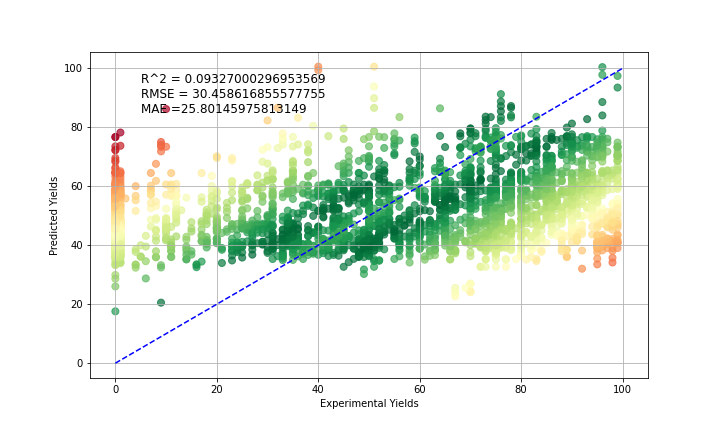 R^2 = 0.09327000296953569
RMSE = 30.458616855577755
MAE =25.80145975813149
100
80
60
40
20
0
Predicted Yields
0 20 40 60 80 100
Experimental Yields